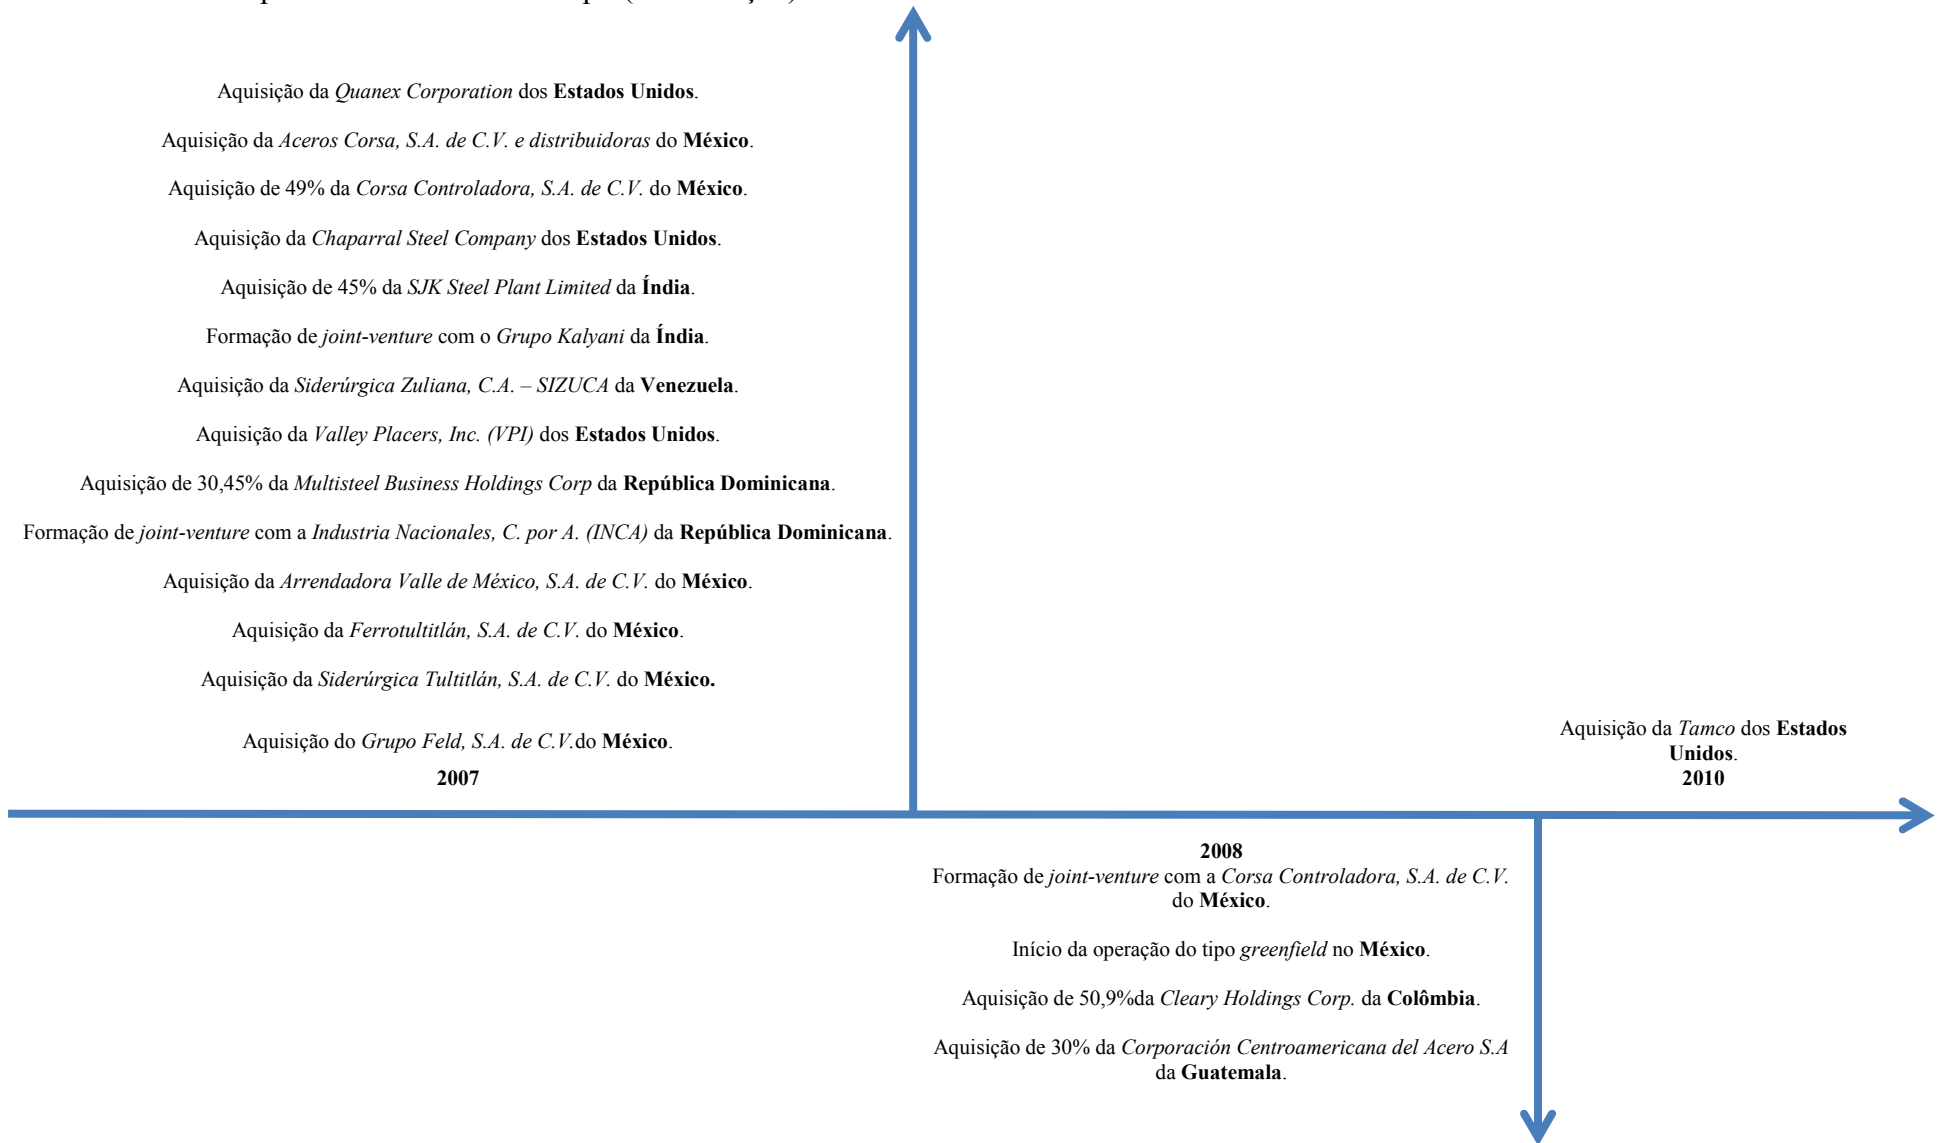 Aquisição da Quanex Corporation dos Estados Unidos.
Aquisição da Aceros Corsa, S.A. de C.V. e distribuidoras do México.
Aquisição de 49% da Corsa Controladora, S.A. de C.V. do México.
Aquisição da Chaparral Steel Company dos Estados Unidos.
Aquisição de 45% da SJK Steel Plant Limited da Índia.
Formação de joint-venture com o Grupo Kalyani da Índia.
Aquisição da Siderúrgica Zuliana, C.A. – SIZUCA da Venezuela.
Aquisição da Valley Placers, Inc. (VPI) dos Estados Unidos.
Aquisição de 30,45% da Multisteel Business Holdings Corp da República Dominicana.
Formação de joint-venture com a Industria Nacionales, C. por A. (INCA) da República Dominicana.
Aquisição da Arrendadora Valle de México, S.A. de C.V. do México.
Aquisição da Ferrotultitlán, S.A. de C.V. do México.
Aquisição da Siderúrgica Tultitlán, S.A. de C.V. do México.
Aquisição do Grupo Feld, S.A. de C.V.do México.
2007
Aquisição da Tamco dos Estados
Unidos.
2010
2008
Formação de joint-venture com a Corsa Controladora, S.A. de C.V.
do México.
Início da operação do tipo greenfield no México.
Aquisição de 50,9%da Cleary Holdings Corp. da Colômbia.
Aquisição de 30% da Corporación Centroamericana del Acero S.A
da Guatemala.